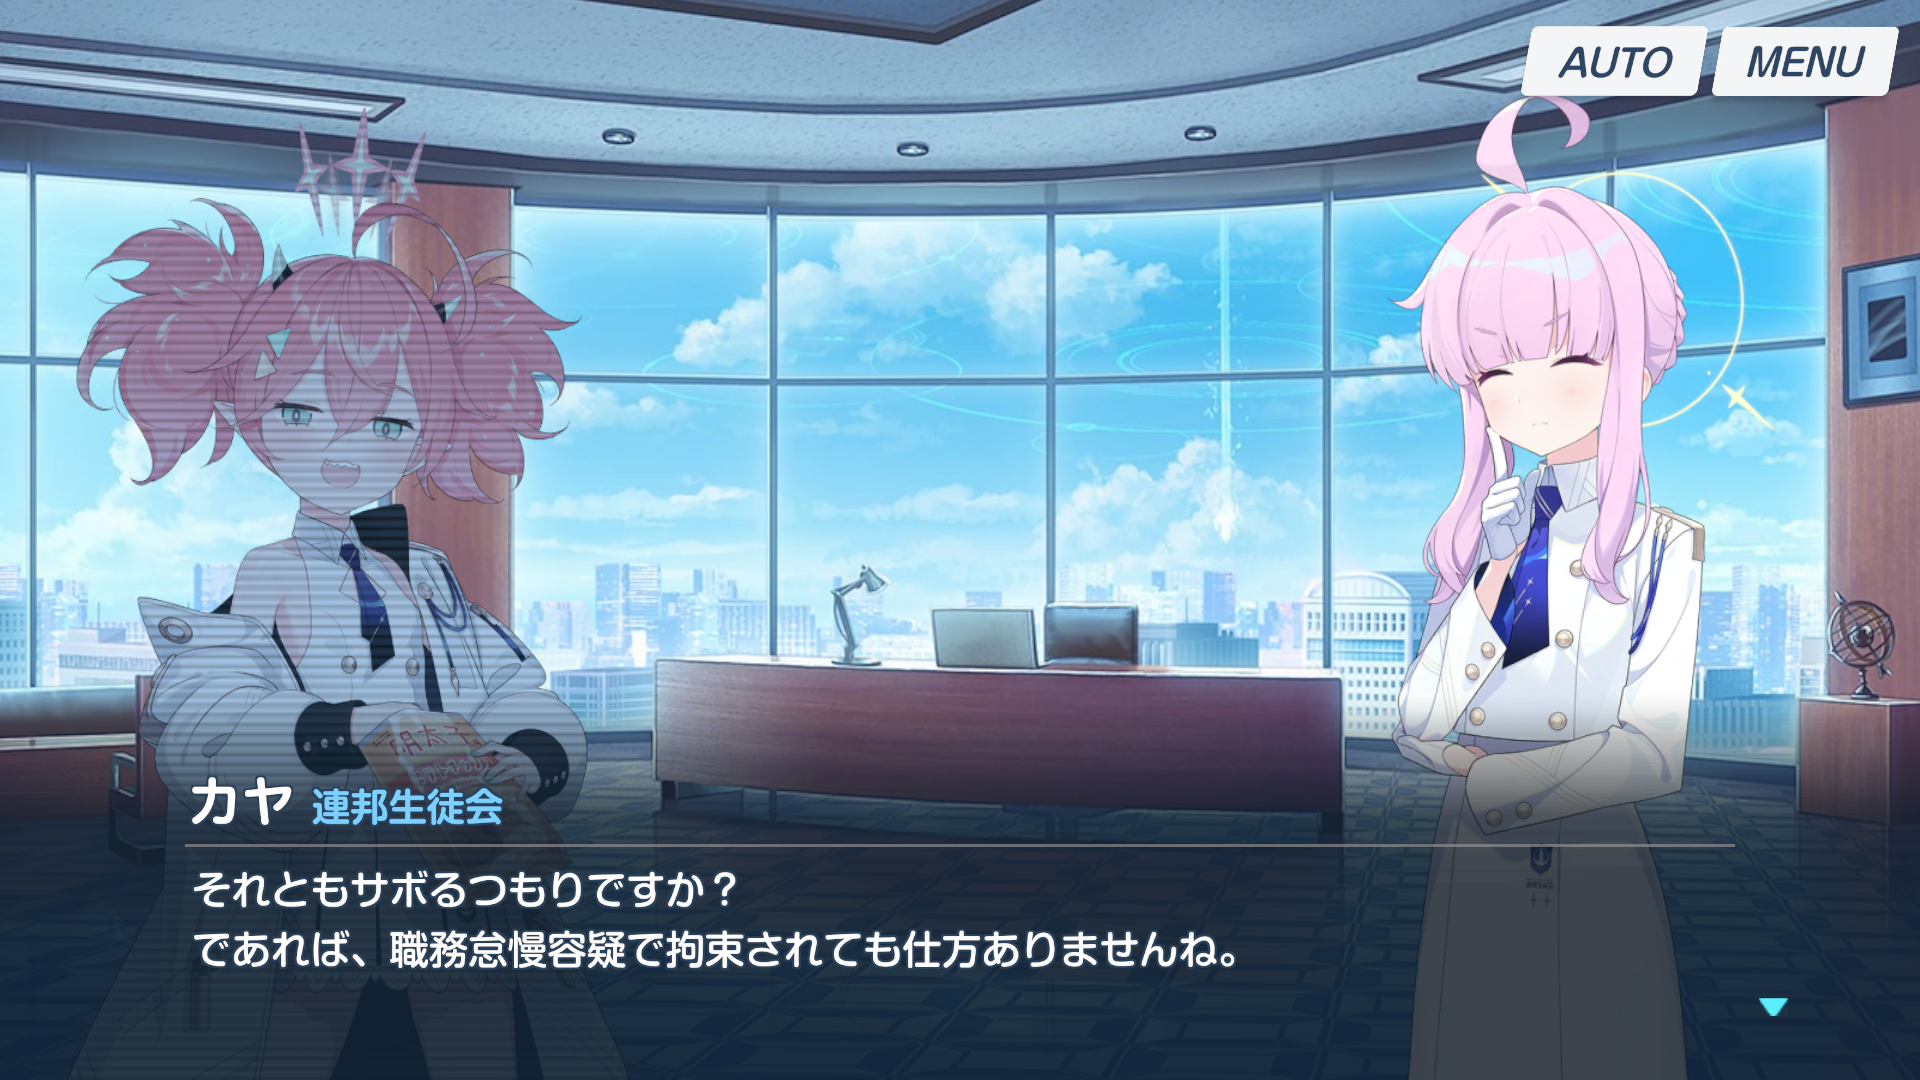 AUTO
MENU
カヤ 連邦生徒会
それともサボるつもりですか？
であれば、職務怠慢容疑で拘束されても仕方ありませんね。